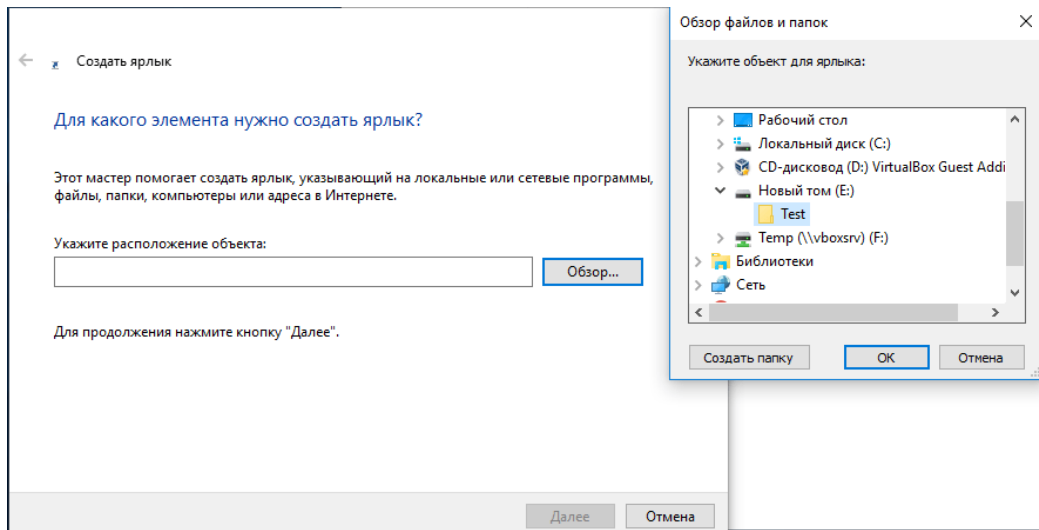 Создать ярлык
Для какого элемента нужно создать ярлык?
Этот мастер помогает создать ярлык, указывающий на локальные или сетевые программы,
файлы, папки, компьютеры или адреса в Интернете.
Укажите расположение объекта:
Обзор...
Для продолжения нажмите кнопку "Далее".
Далее
Отмена
Обзор файлов и папок
Укажите объект для ярлыка:
Рабочий стол
Локальный диск (C:)
CD-дисковод (D:) VirtualBox Guest Addi
Новый том (E:)
Test
Temp (\\vboxsrv) (F:)
Библиотеки
Сеть
Создать папку
ОК
Отмена